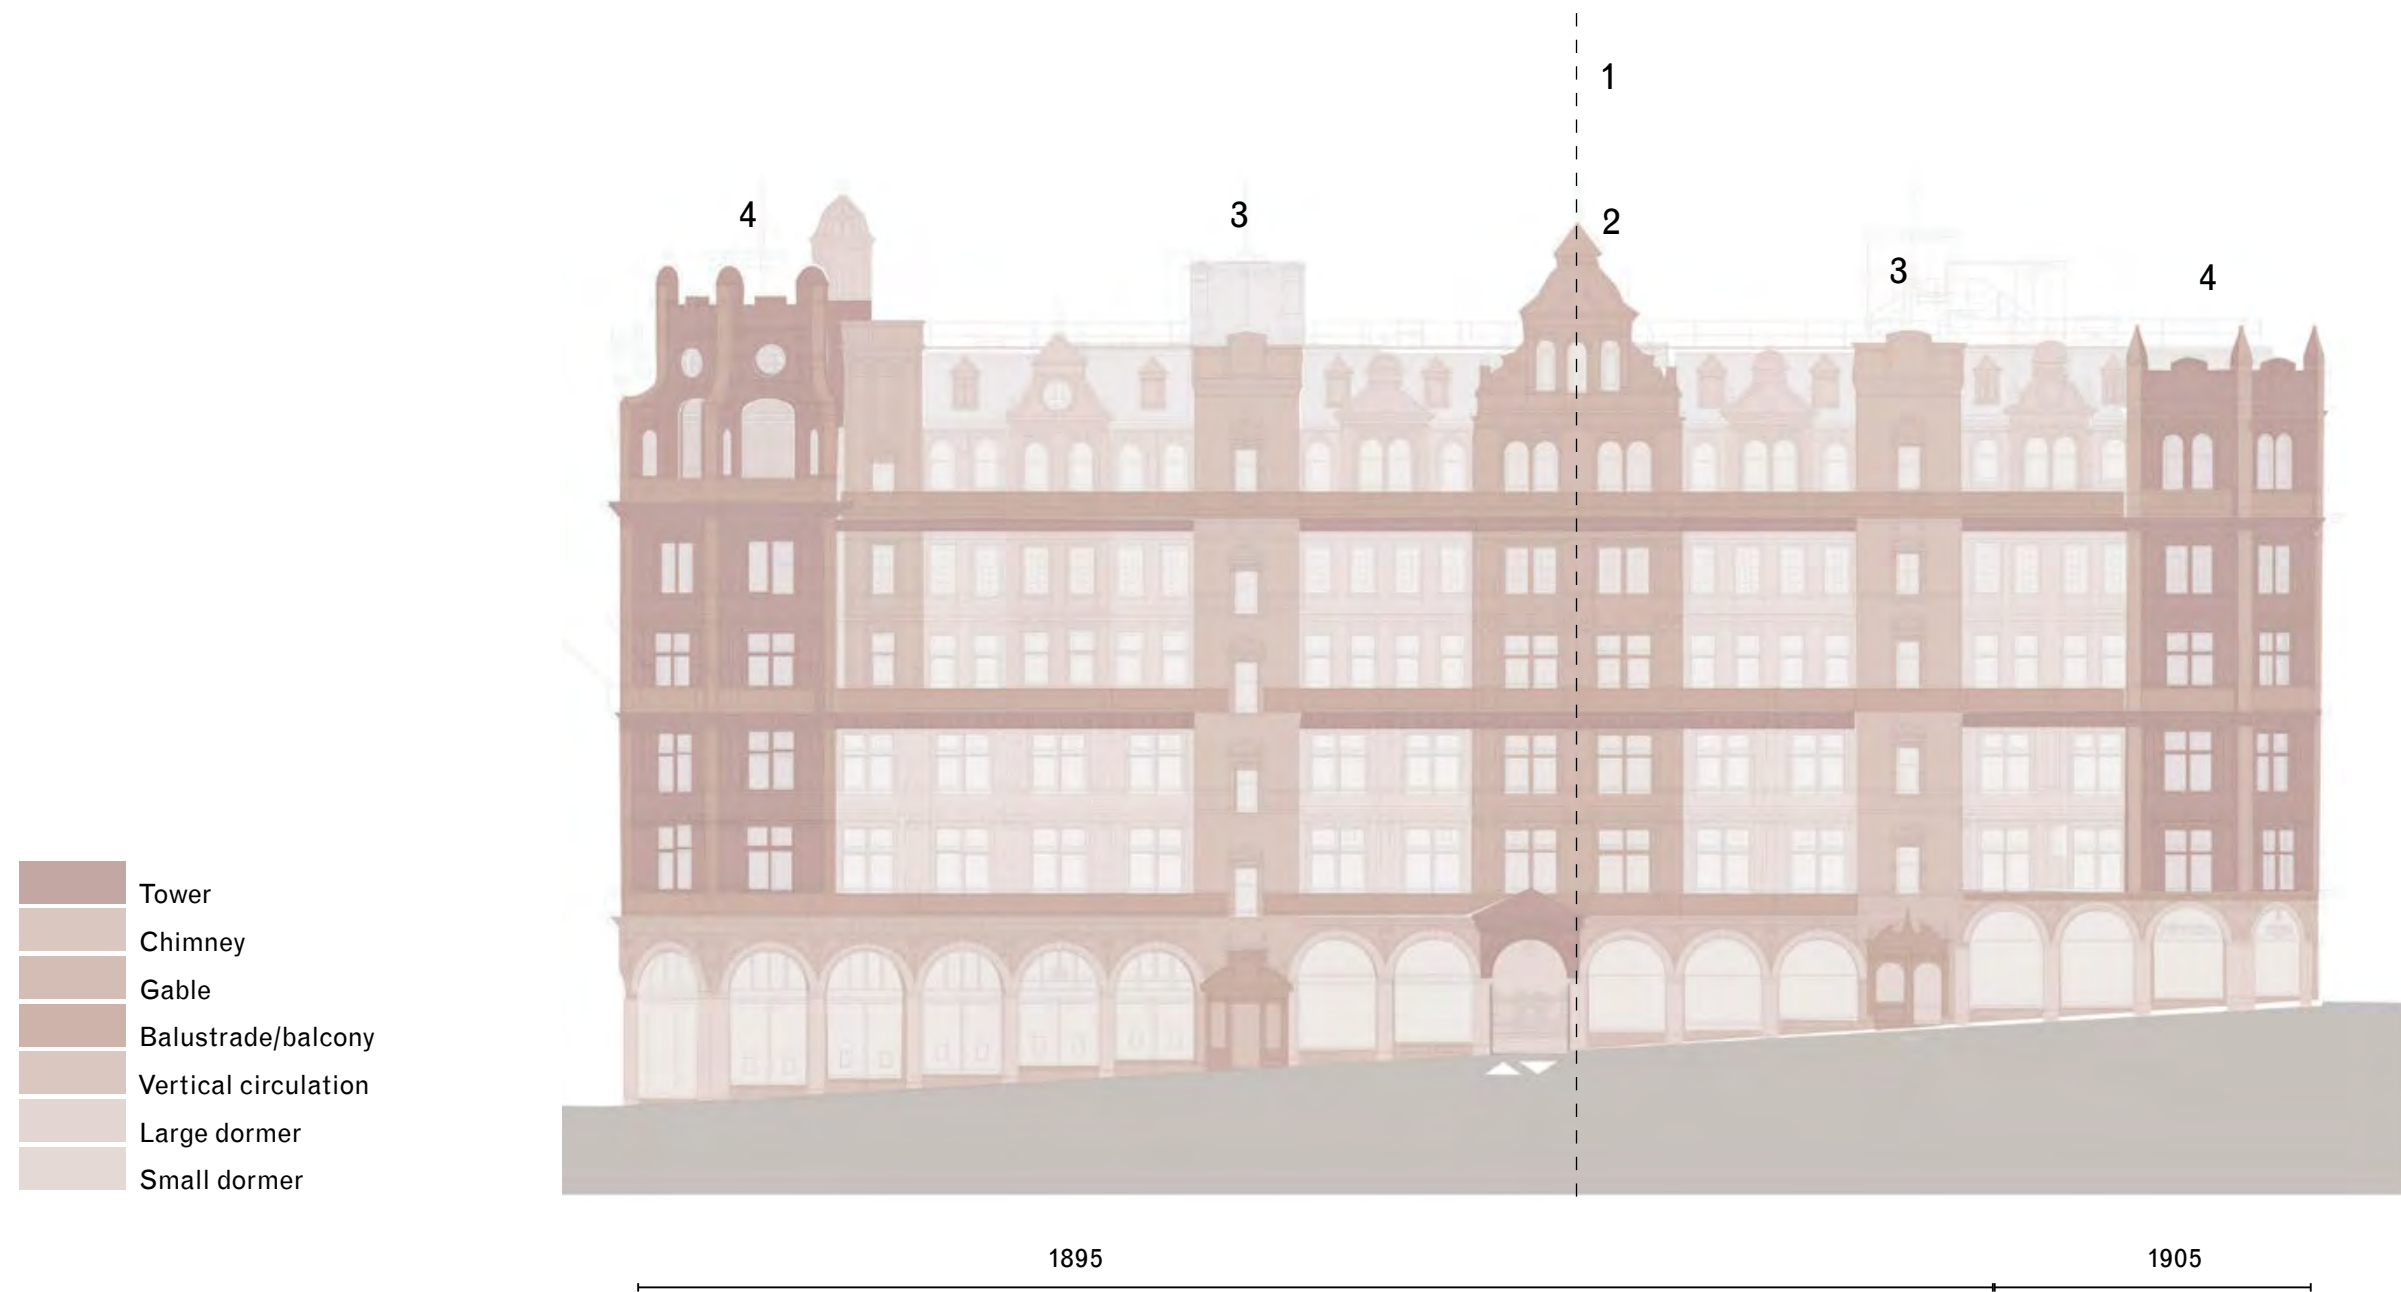 1
4
3
2
3
4
Tower
Chimney
Gable
Balustrade/balcony
Vertical circulation
Large dormer
Small dormer
1895
1905